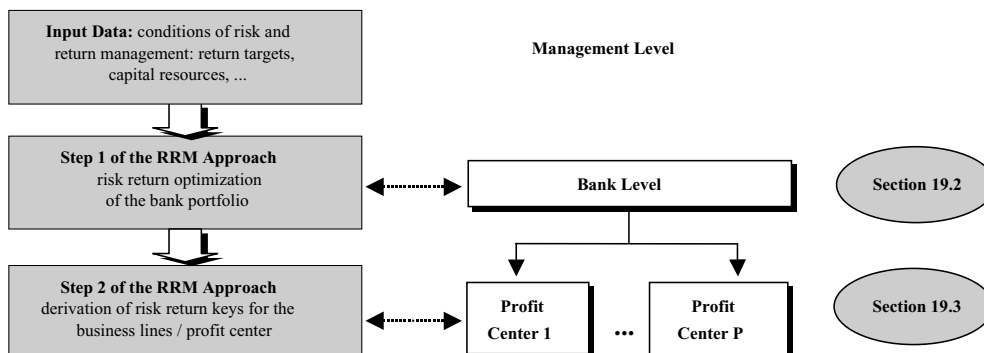 Input Data: conditions of risk and
return management: return targets,
capital resources, ...
Management Level
Step 1 of the RRM Approach
risk return optimization
of the bank portfolio
Bank Level
Section 19.2
Step 2 of the RRM Approach
derivation of risk return keys for the
business lines / profit center
Profit
Center 1
...
Profit
Center P
Section 19.3